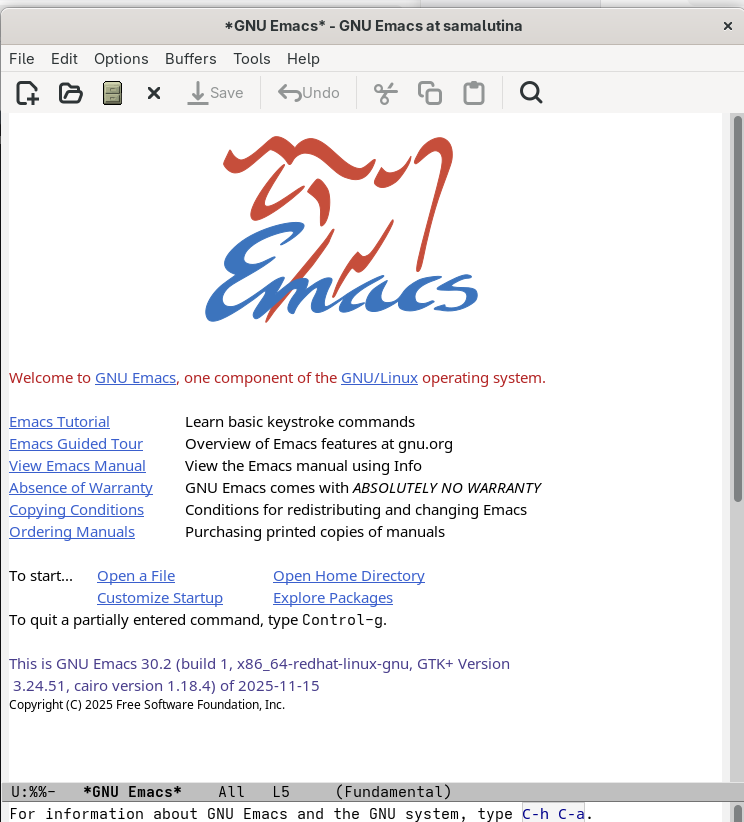 *GNU Emacs* - GNU Emacs at samalutina
File Edit Options Buffers Tools Help
Save Undo
Emacs
Welcome to GNU Emacs, one component of the GNU/Linux operating system.
Emacs Tutorial Learn basic keystroke commands
Emacs Guided Tour Overview of Emacs features at gnu.org
View Emacs Manual View the Emacs manual using Info
Absence of Warranty GNU Emacs comes with ABSOLUTELY NO WARRANTY
Copying Conditions Conditions for redistributing and changing Emacs
Ordering Manuals Purchasing printed copies of manuals
To start... Open a File Open Home Directory
Customize Startup Explore Packages
To quit a partially entered command, type Control-g.
This is GNU Emacs 30.2 (build 1, x86_64-redhat-linux-gnu, GTK+ Version
3.24.51, cairo version 1.18.4) of 2025-11-15
Copyright (C) 2025 Free Software Foundation, Inc.
U:%%- *GNU Emacs* All L5 (Fundamental)
For information about GNU Emacs and the GNU system, type C-h C-a.